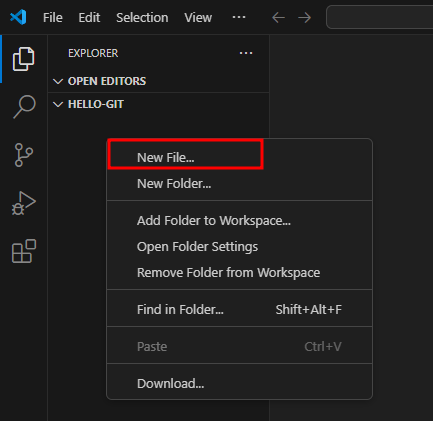 File Edit Selection ···
EXPLORER ···
OPEN EDITORS
HELLO-GIT
New File...
New Folder...
Add Folder to Workspace...
Open Folder Settings
Remove Folder from Workspace
Find in Folder... Shift+Alt+F
Paste Ctrl+V
Download...